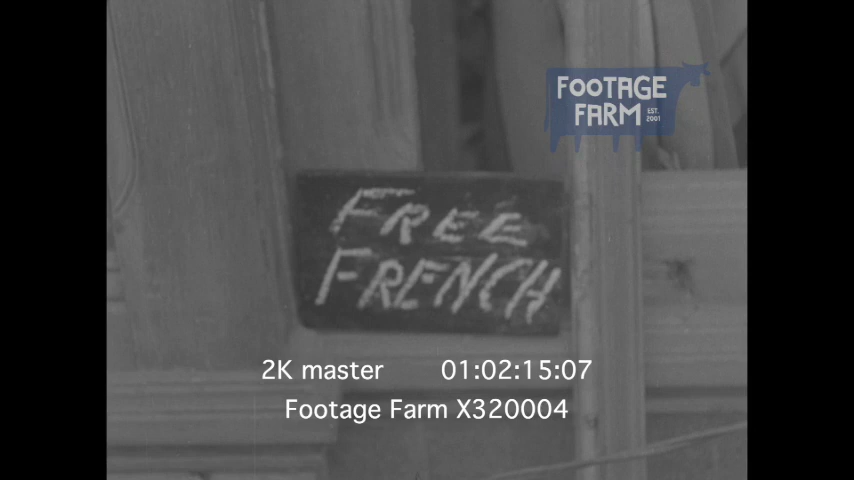 FOOTAGE
FARM
EST.
2001
FREE
FRENCH
2K master 01:02:15:07
Footage Farm X320004